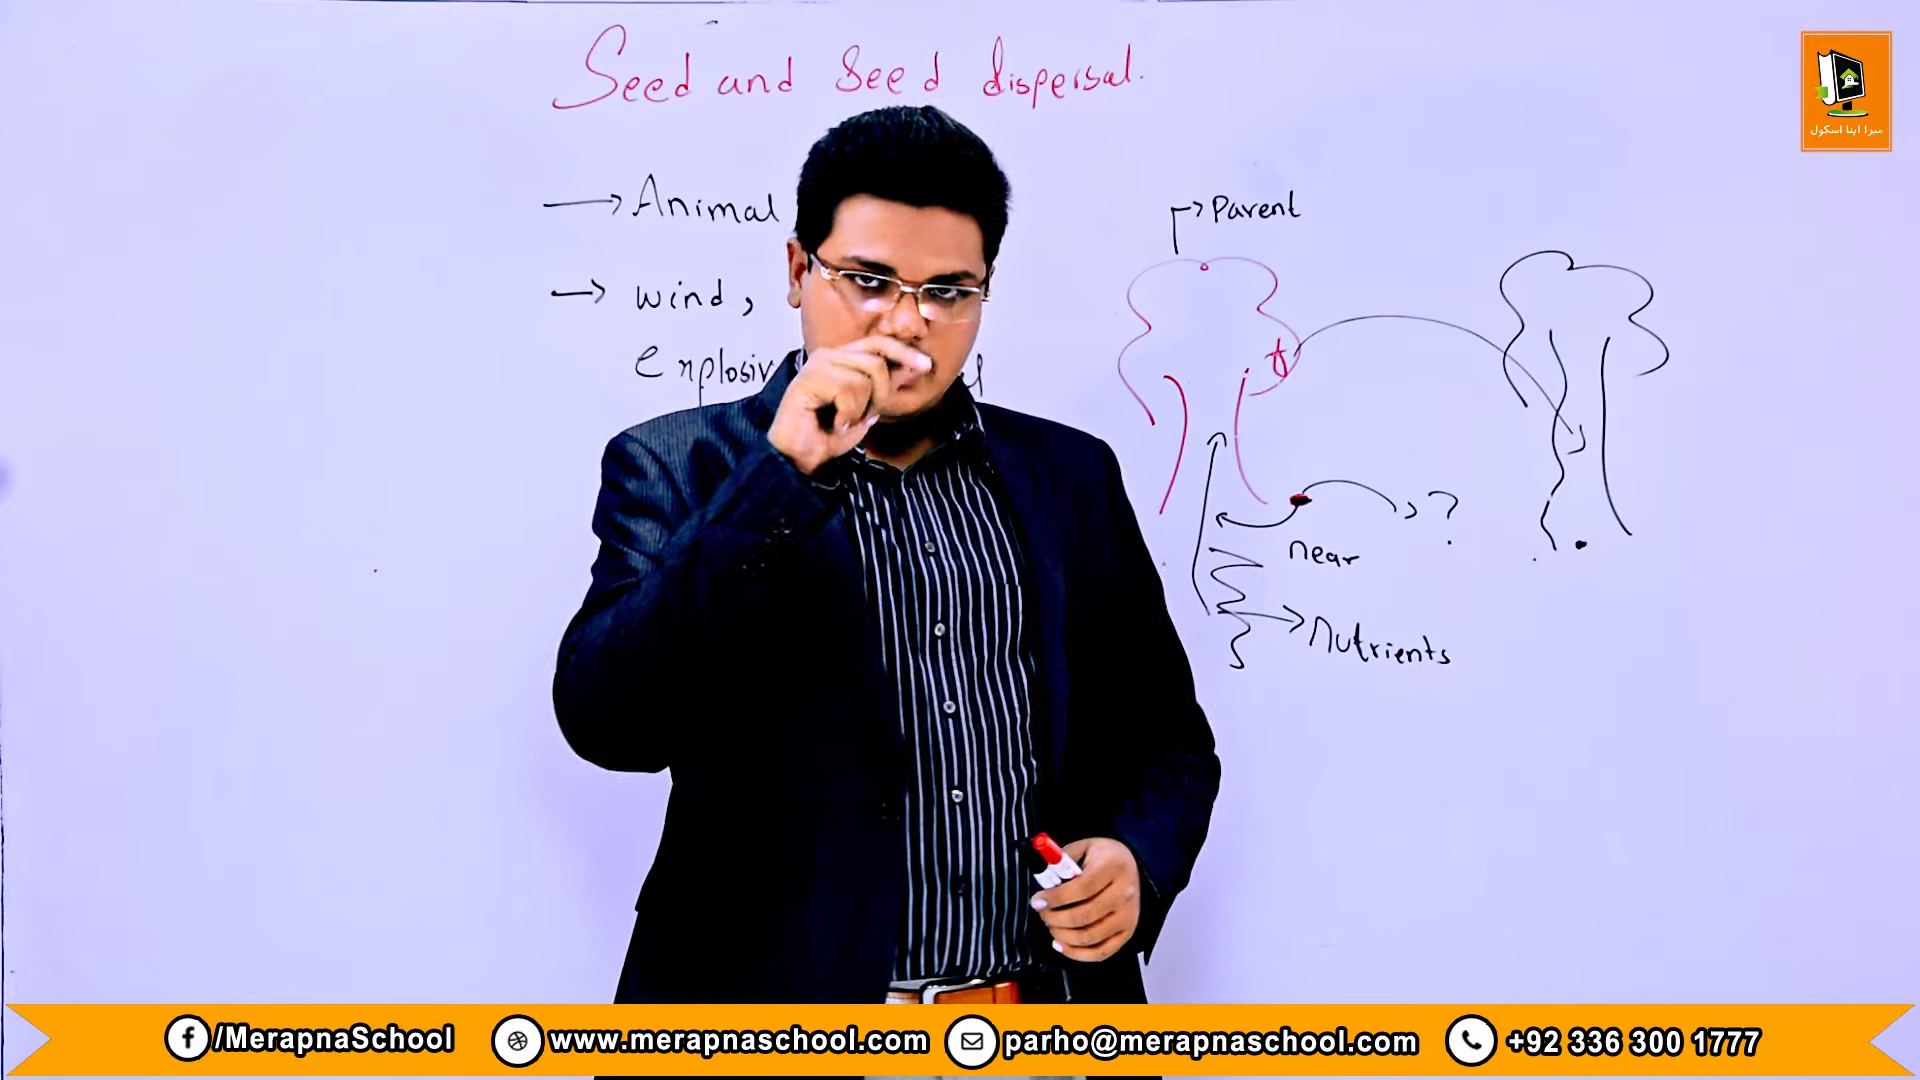 Seed and Seed dispersal.
→ Animal
→ wind,
Explosiv
Parent
near
?
Nutrients
میرا اپنا اسکول
/MerapnaSchool
www.merapnaschool.com
parho@merapnaschool.com
+92 336 300 1777